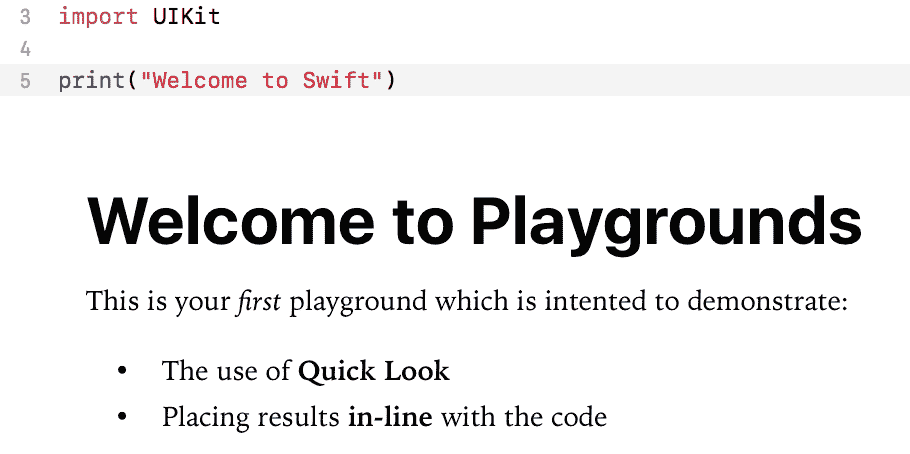 3 import UIKit
4
5 print("Welcome to Swift")
Welcome to Playgrounds
This is your first playground which is intented to demonstrate:
• The use of Quick Look
• Placing results in-line with the code